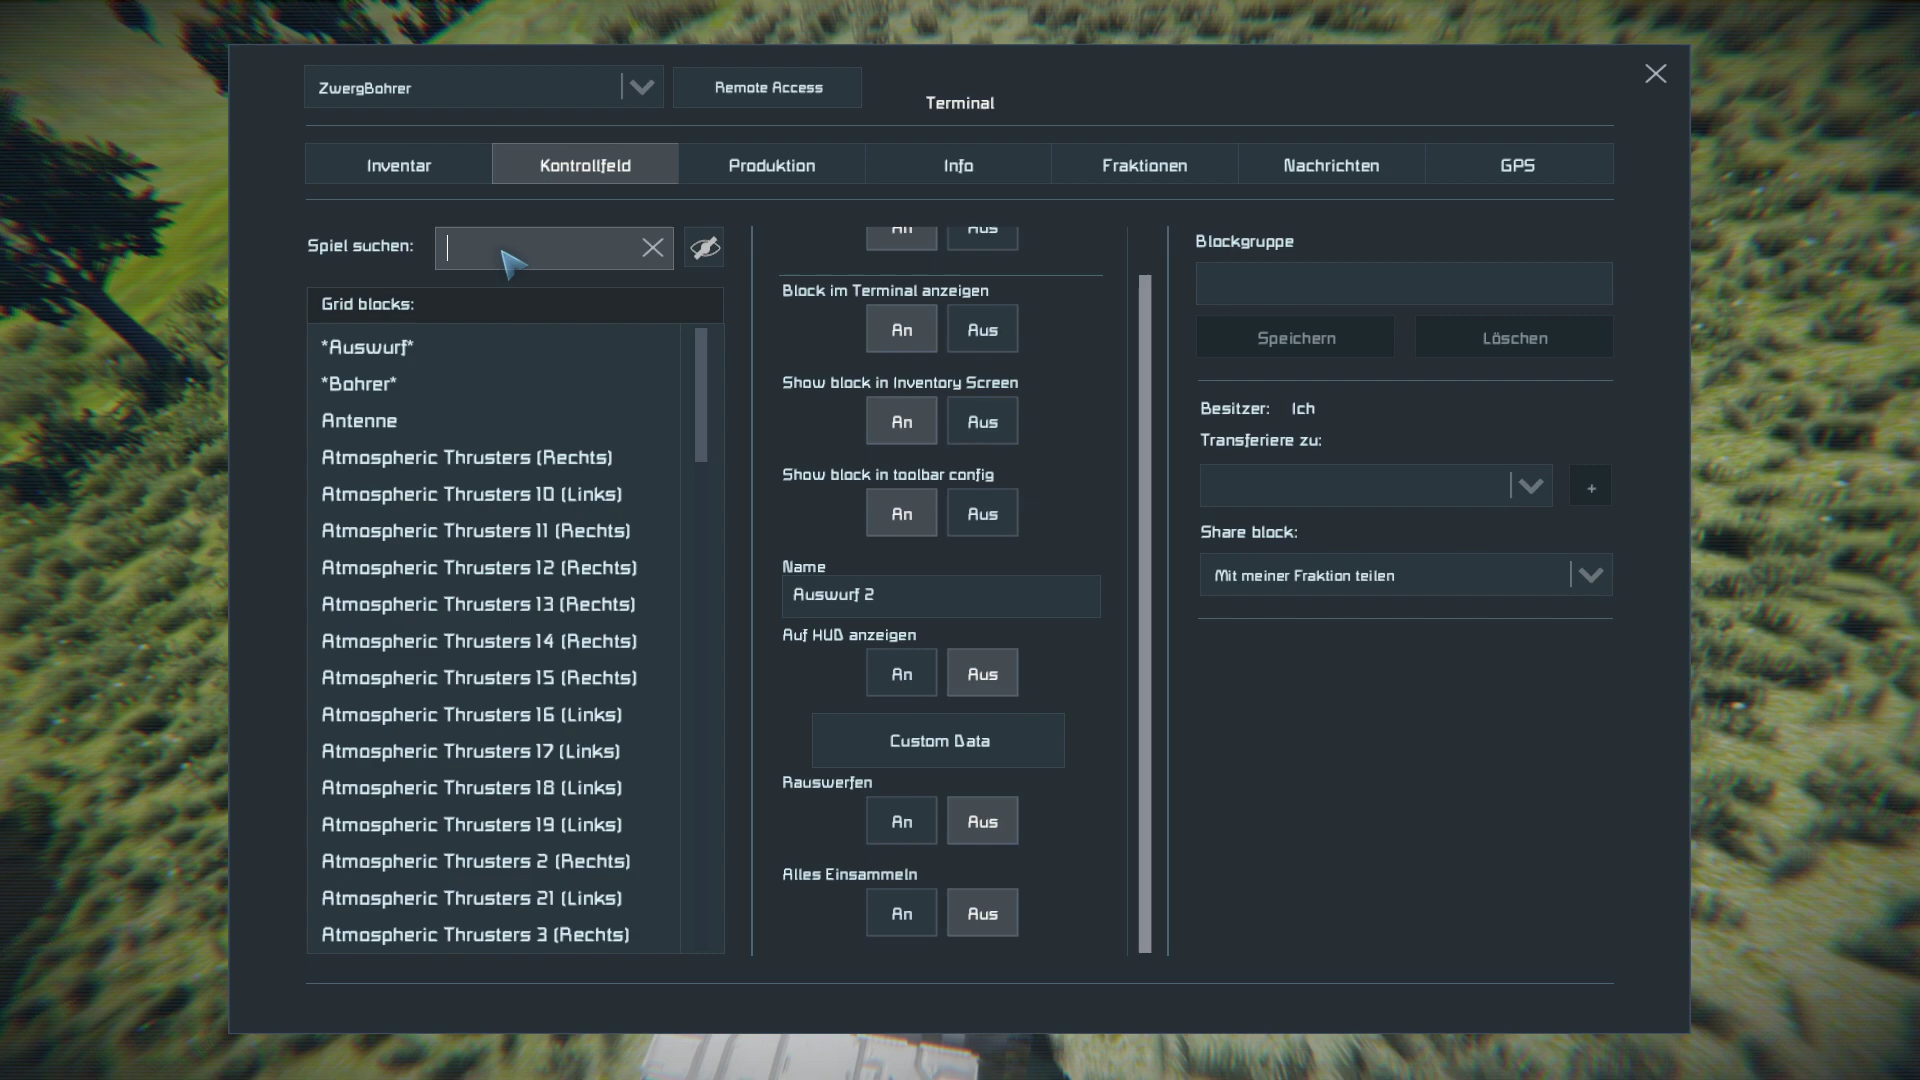 ZwergBohrer
Remote Access
Terminal
Inventar
Kontrollfeld
Produktion
Info
Fraktionen
Nachrichten
GPS
Spiel suchen:
Grid blocks:
*Auswurf*
*Bohrer*
Antenne
Atmospheric Thrusters (Rechts)
Atmospheric Thrusters 10 (Links)
Atmospheric Thrusters 11 (Rechts)
Atmospheric Thrusters 12 (Rechts)
Atmospheric Thrusters 13 (Rechts)
Atmospheric Thrusters 14 (Rechts)
Atmospheric Thrusters 15 (Rechts)
Atmospheric Thrusters 16 (Links)
Atmospheric Thrusters 17 (Links)
Atmospheric Thrusters 18 (Links)
Atmospheric Thrusters 19 (Links)
Atmospheric Thrusters 2 (Rechts)
Atmospheric Thrusters 21 (Links)
Atmospheric Thrusters 3 (Rechts)
An Aus
Block im Terminal anzeigen
An Aus
Show block in Inventory Screen
An Aus
Show block in toolbar config
An Aus
Name
Auswurf 2
Auf HUD anzeigen
An Aus
Custom Data
Rauswerfen
An Aus
Alles Einsammeln
An Aus
Blockgruppe
Speichern
Löschen
Besitzer: Ich
Transferiere zu:
+
Share block:
Mit meiner Fraktion teilen